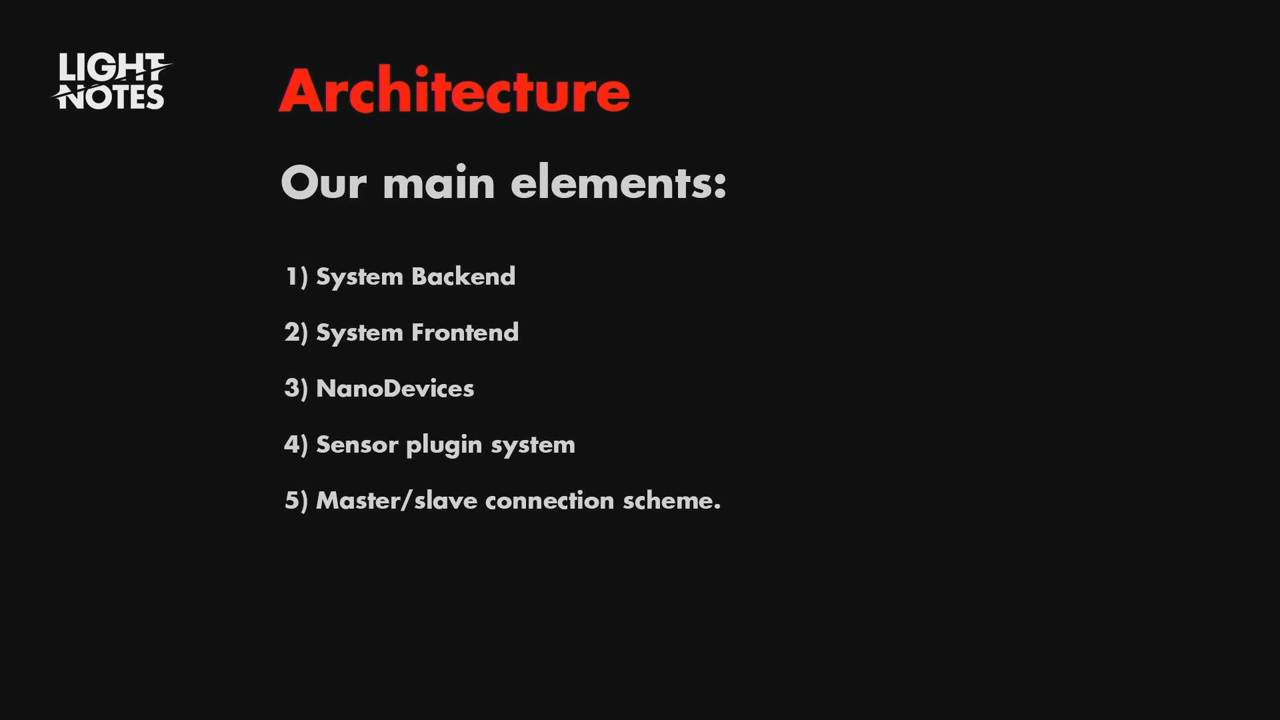 LIGHT
NOTES
Architecture
Our main elements:
1) System Backend
2) System Frontend
3) NanoDevices
4) Sensor plugin system
5) Master/slave connection scheme.